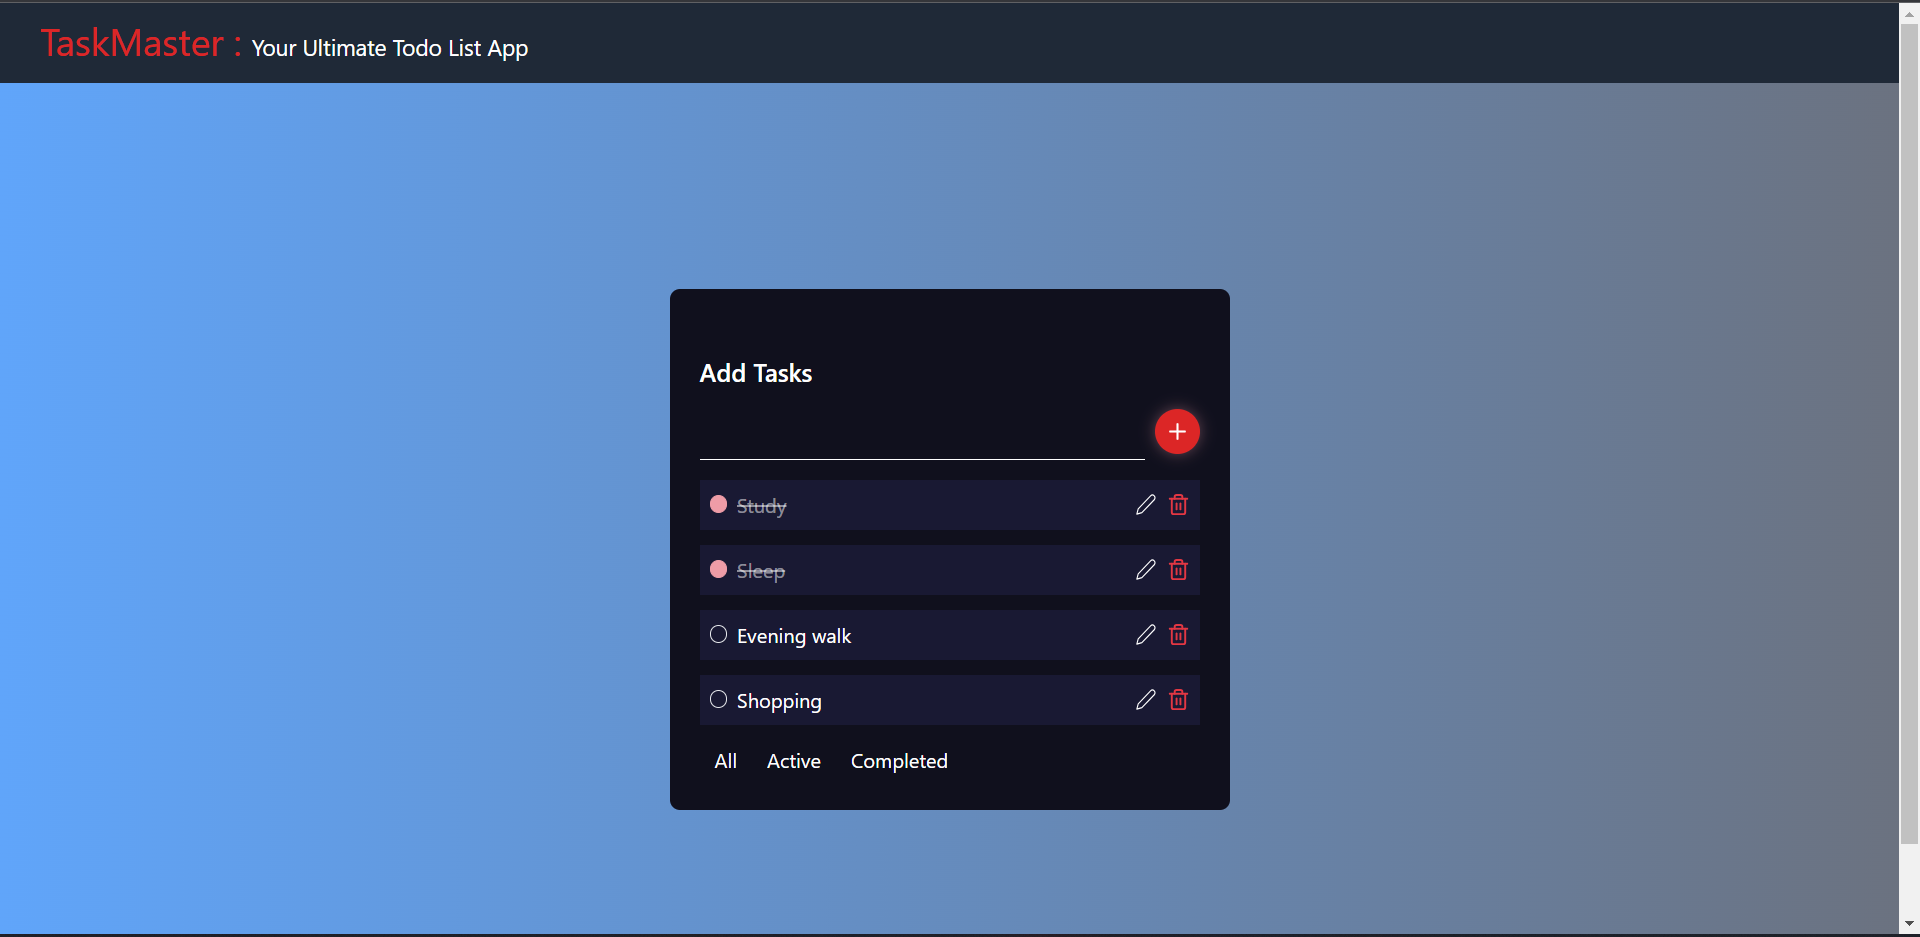 TaskMaster : Your Ultimate Todo List App
Add Tasks
Study
Sleep
Evening walk
Shopping
All Active Completed